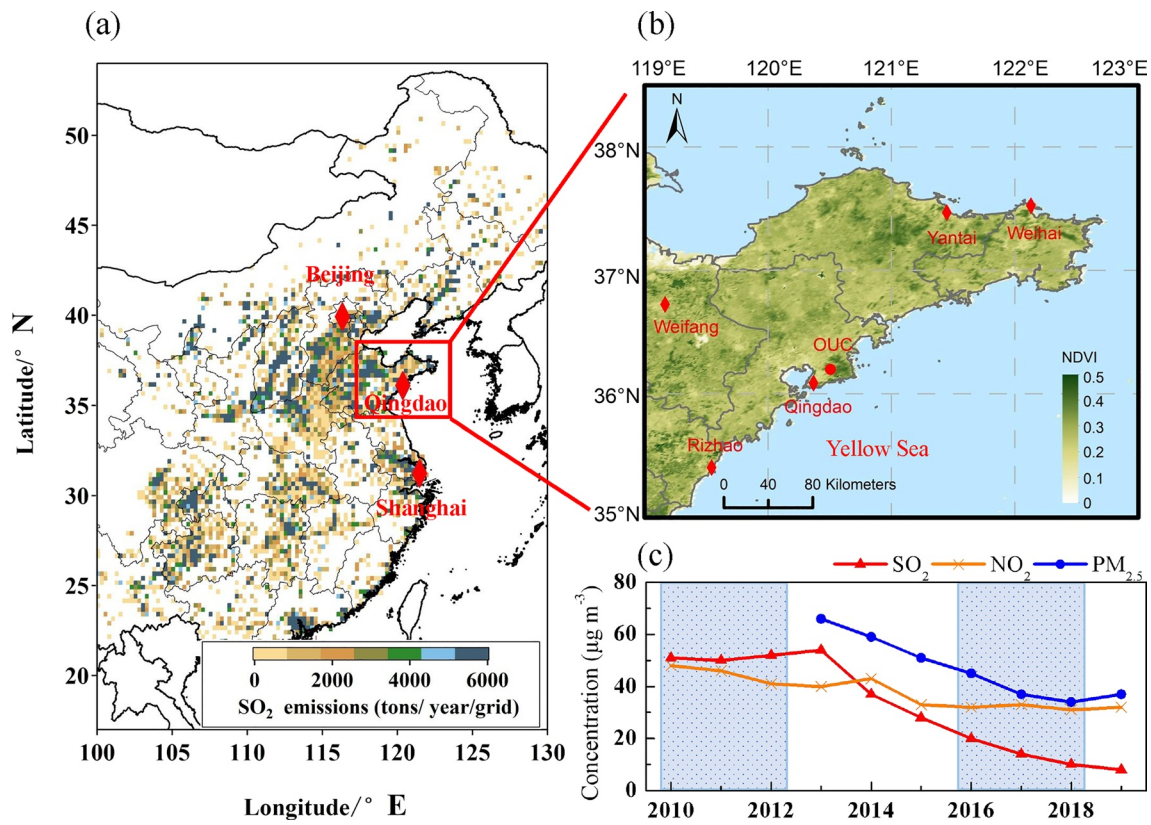 (a)
50
45
40
35
30
25
20
Latitude/° N
Beijing
Qingdao
Shanghai
0 2000 4000 6000
SO2 emissions (tons/ year/grid)
100 105 110 115 120 125 130
Longitude/° E
(b)
119°E 120°E 121°E 122°E 123°E
N
38°N
37°N
36°N
35°N
Yantai
Weihai
Weifang
OUC
Qingdao
Rizhao
Yellow Sea
0 40 80 Kilometers
NDVI
0.5
0.4
0.3
0.2
0.1
0
(c)
SO2 NO2 PM2.5
80
60
40
20
0
Concentration (μg m-3)
2010 2012 2014 2016 2018